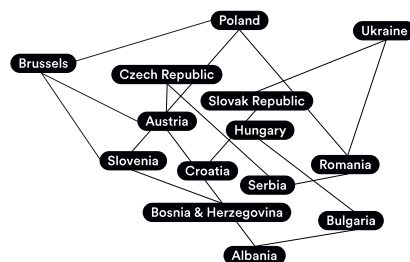 Poland
Ukraine
Brussels
Czech Republic
Slovak Republic
Austria
Hungary
Slovenia
Croatia
Romania
Serbia
Bosnia & Herzegovina
Bulgaria
Albania